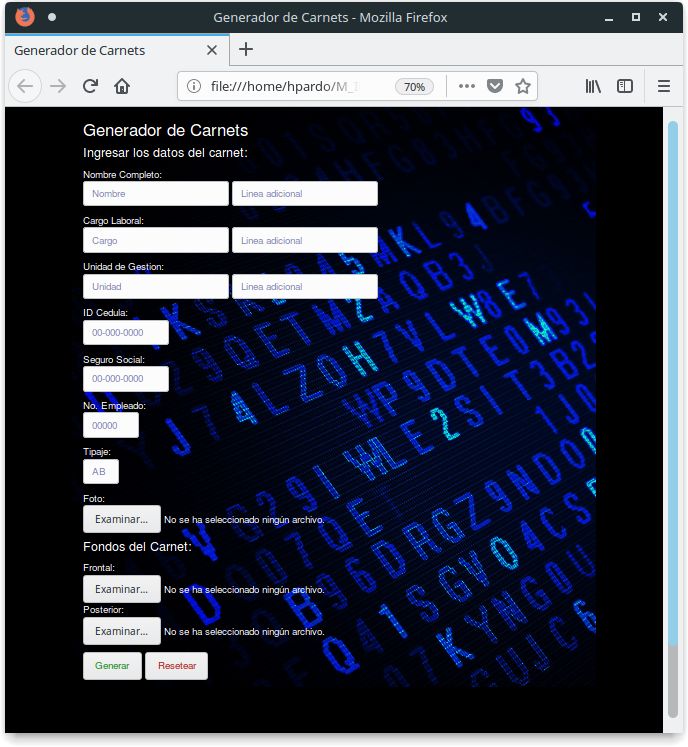 Generador de Carnets - Mozilla Firefox
Generador de Carnets
file:///home/hpardo/M_
70%
Generador de Carnets
Ingresar los datos del carnet:
Nombre Completo:
Nombre Linea adicional
Cargo Laboral:
Cargo Linea adicional
Unidad de Gestion:
Unidad Linea adicional
ID Cedula:
00-000-0000
Seguro Social:
00-000-0000
No. Empleado:
00000
Tipaje:
AB
Foto:
Examinar... No se ha seleccionado ningún archivo.
Fondos del Carnet:
Frontal:
Examinar... No se ha seleccionado ningún archivo.
Posterior:
Examinar... No se ha seleccionado ningún archivo.
Generar Resetear